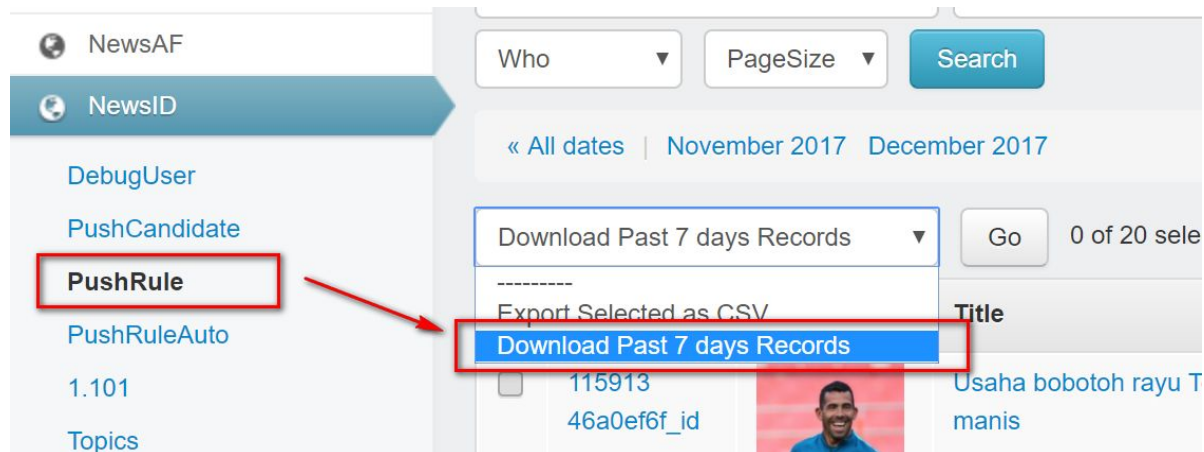 NewsAF
NewsID
DebugUser
PushCandidate
PushRule
PushRuleAuto
1.101
Topics
Who ▼
PageSize ▼
Search
« All dates | November 2017 December 2017
Download Past 7 days Records ▼
Go
0 of 20 sele
---------
Export Selected as CSV
Download Past 7 days Records
Title
115913
46a0ef6f_id
Usaha bobotoh rayu T
manis